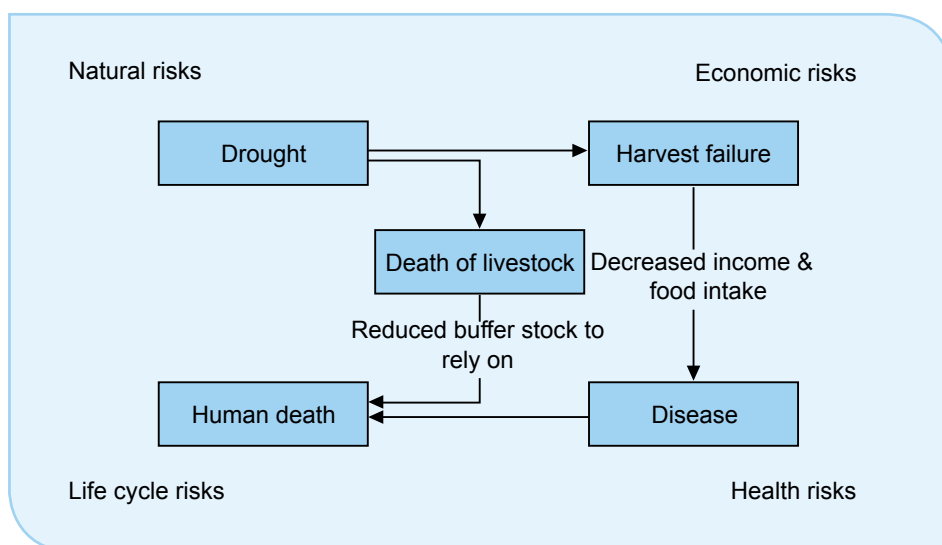 Natural risks
Economic risks
Drought
Harvest failure
Death of livestock
Decreased income &
food intake
Reduced buffer stock to
rely on
Human death
Disease
Life cycle risks
Health risks